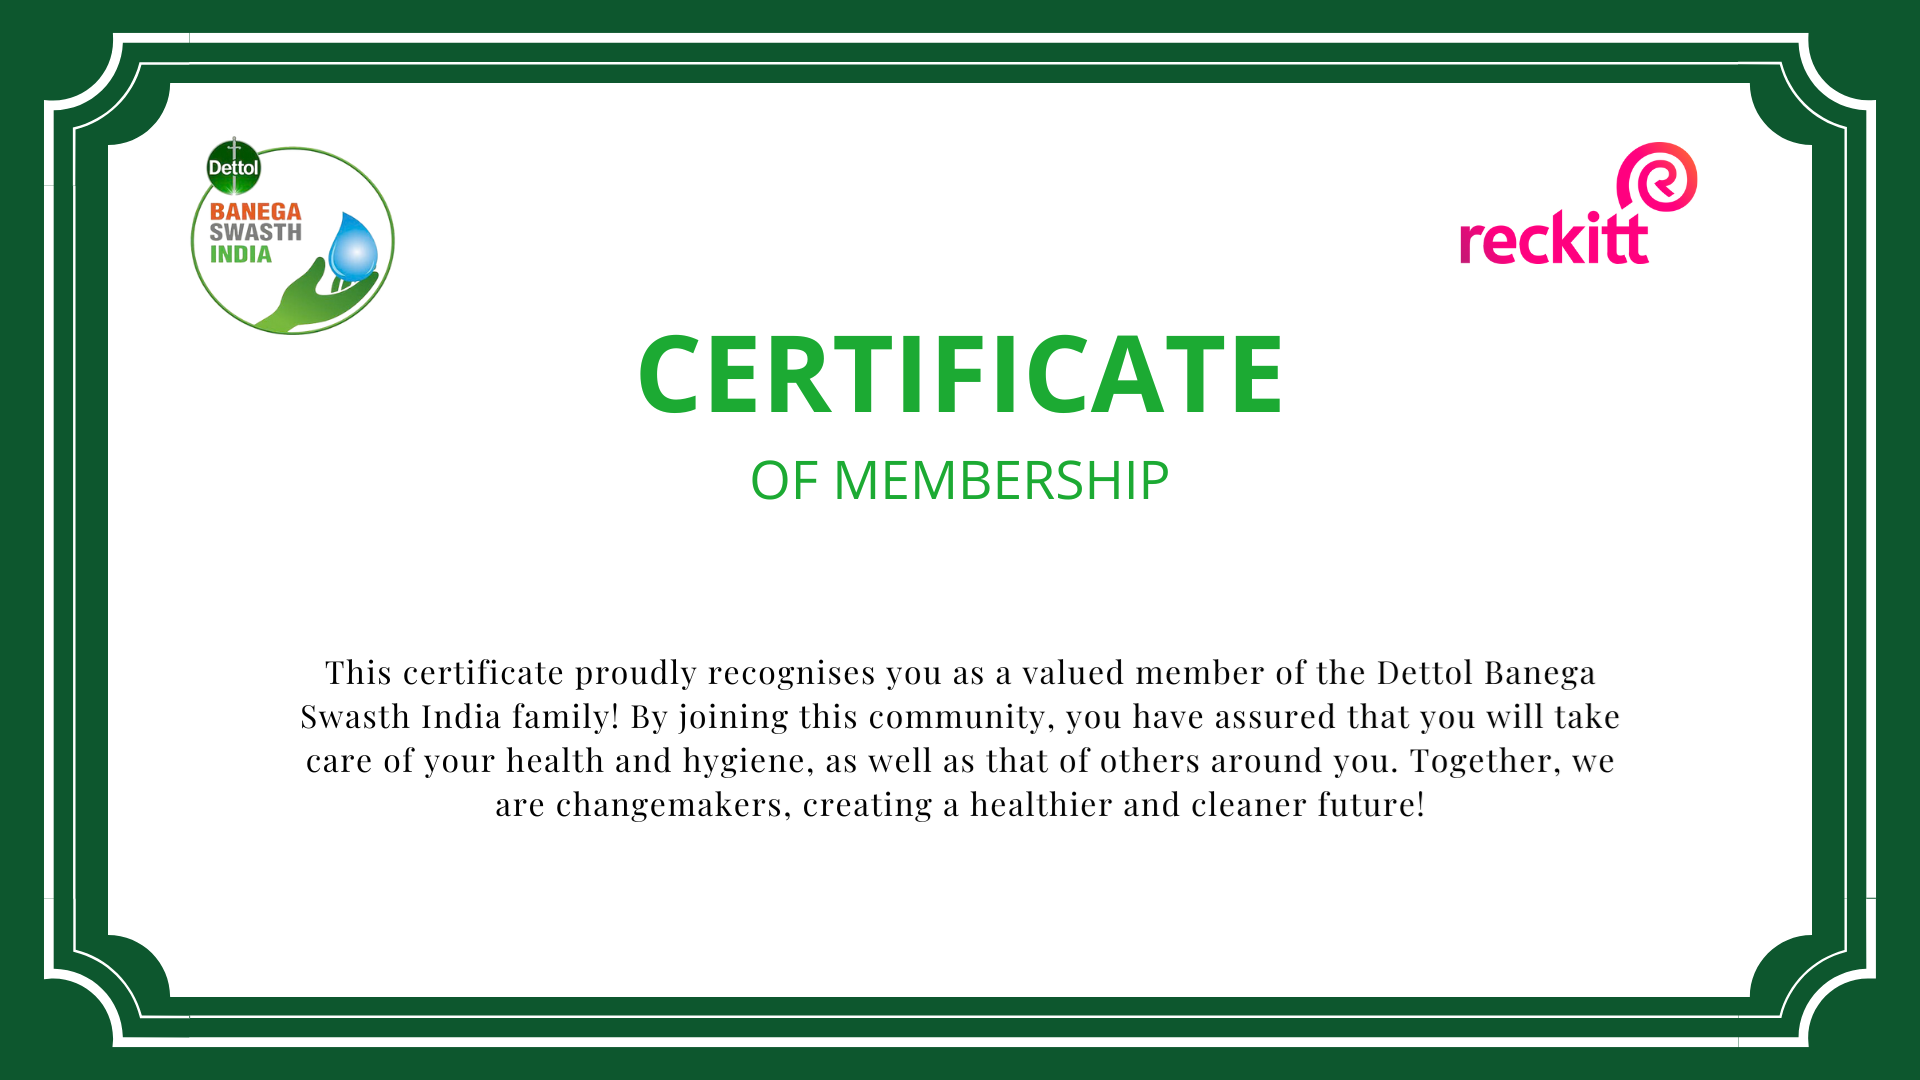 Dettol
BANEGA
SWASTH
INDIA
reckitt
CERTIFICATE
OF MEMBERSHIP
This certificate proudly recognises you as a valued member of the Dettol Banega
Swasth India family! By joining this community, you have assured that you will take
care of your health and hygiene, as well as that of others around you. Together, we
are changemakers, creating a healthier and cleaner future!